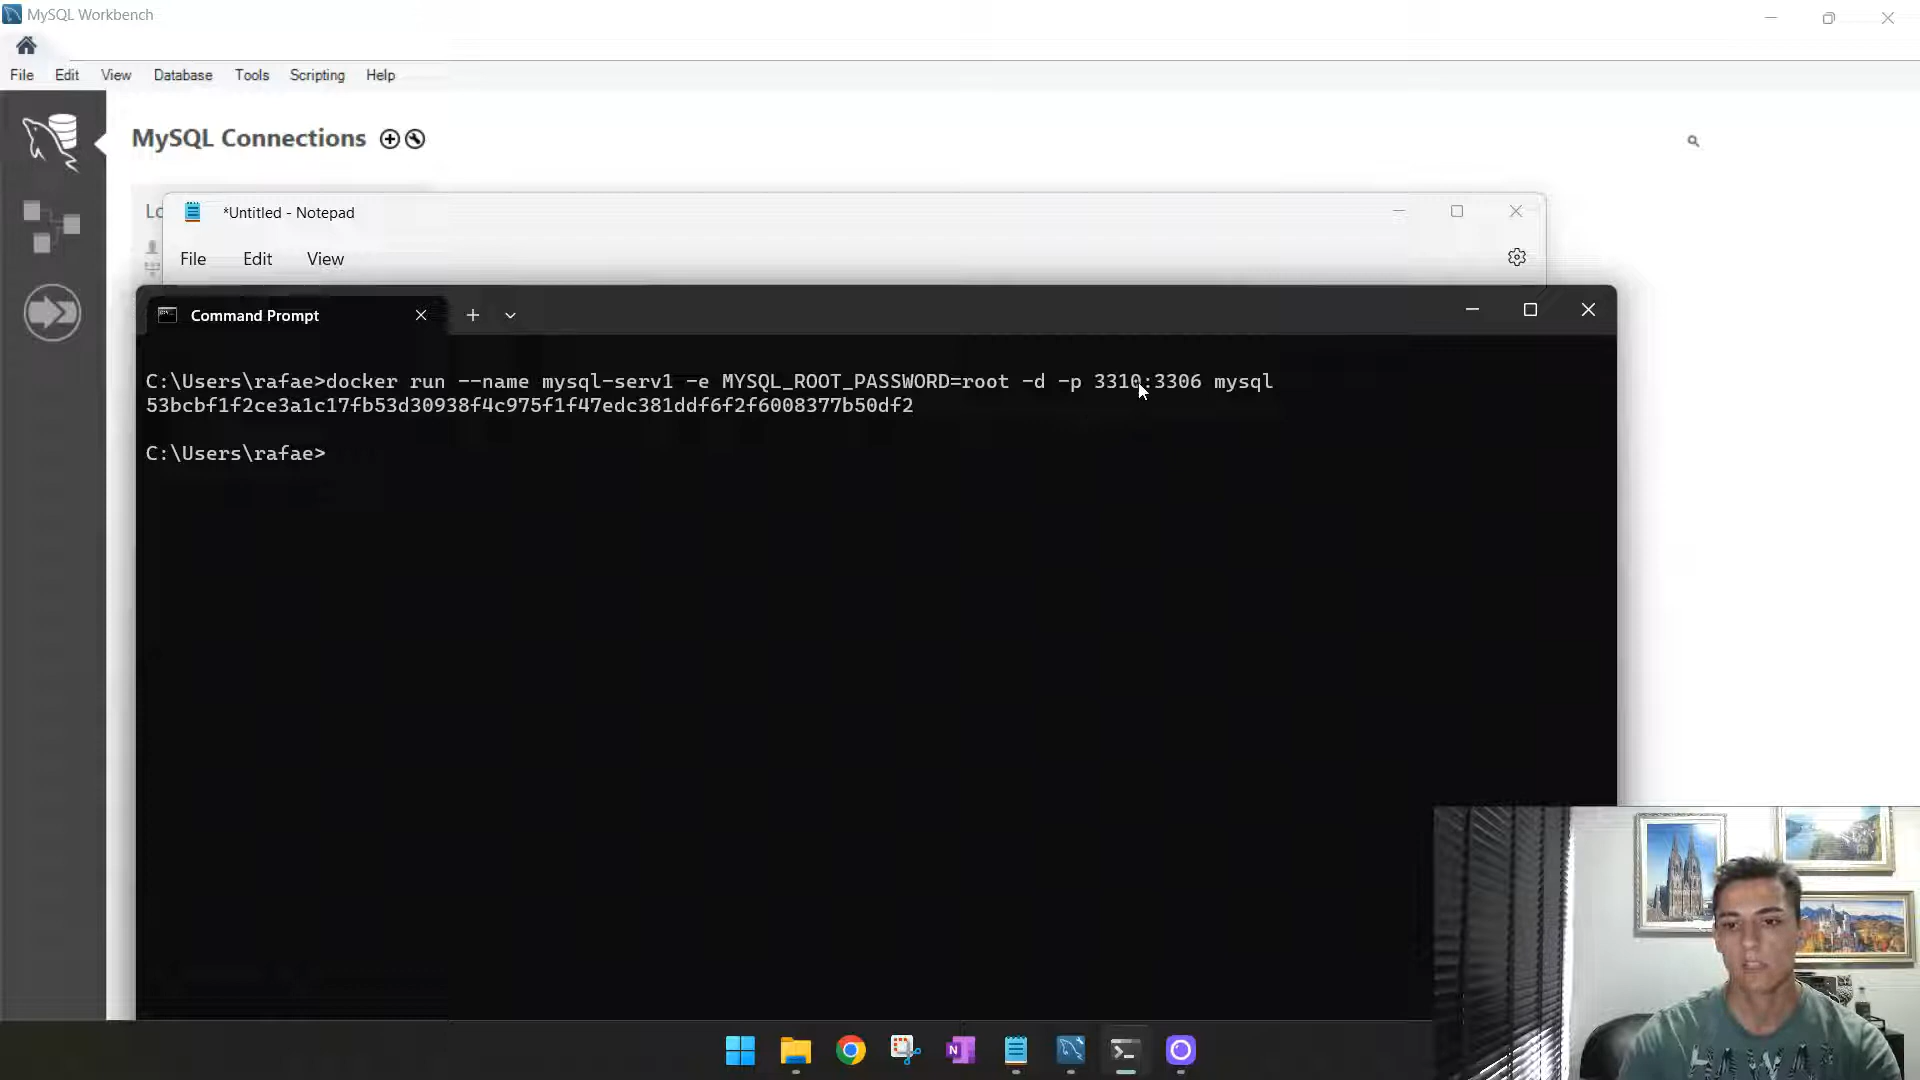 MySQL Workbench
File Edit View Database Tools Scripting Help
MySQL Connections
Lo
*Untitled - Notepad
File Edit View
Command Prompt
C:\Users\rafae>docker run --name mysql-serv1 -e MYSQL_ROOT_PASSWORD=root -d -p 3310:3306 mysql
53bcbf1f2ce3a1c17fb53d30938f4c975f1f47edc381ddf6f2f6008377b50df2
C:\Users\rafae>